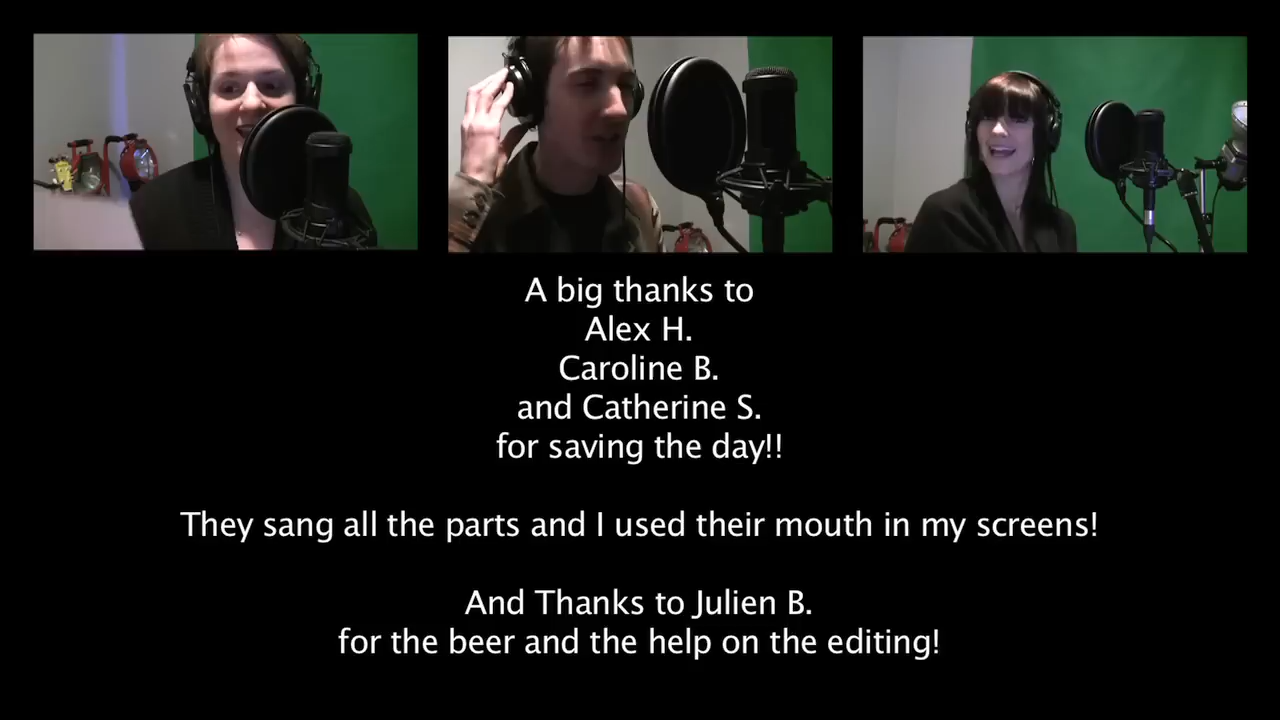 A big thanks to
Alex H.
Caroline B.
and Catherine S.
for saving the day!!
They sang all the parts and I used their mouth in my screens!
And Thanks to Julien B.
for the beer and the help on the editing!